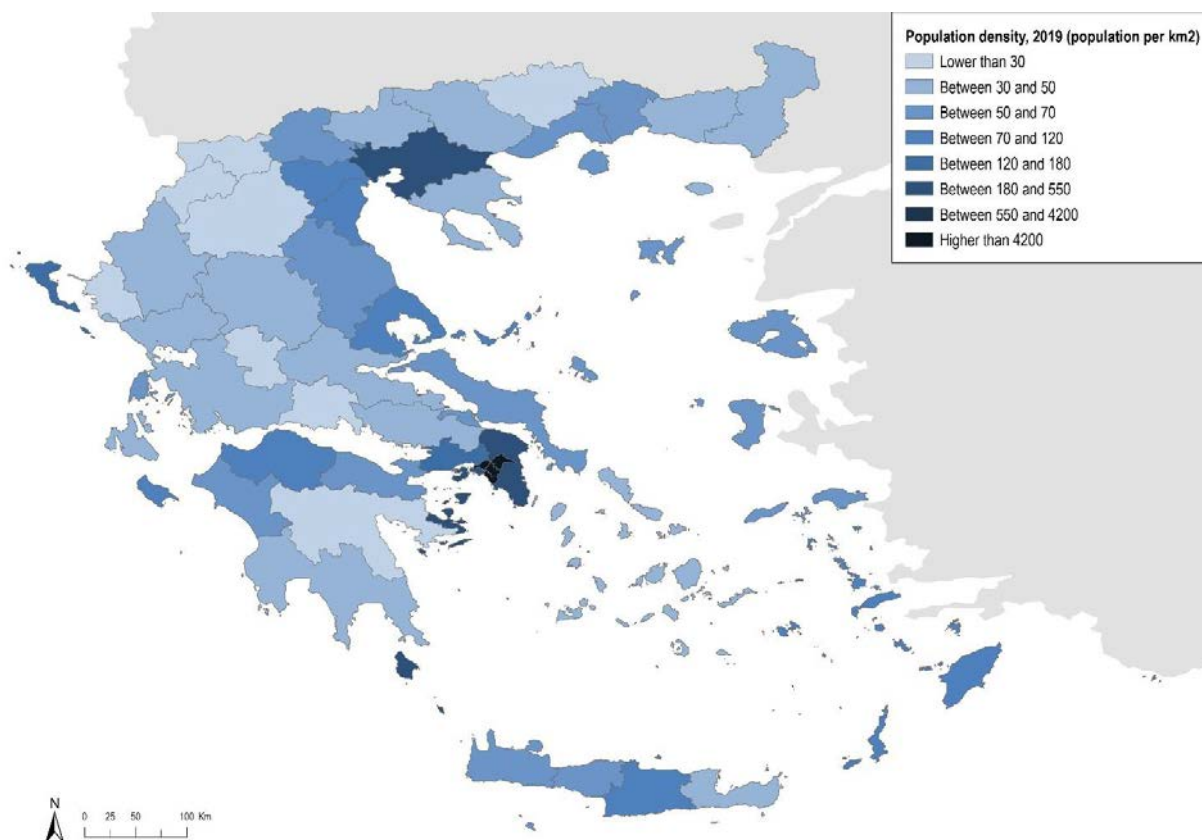 Population density, 2019 (population per km2)
Lower than 30
Between 30 and 50
Between 50 and 70
Between 70 and 120
Between 120 and 180
Between 180 and 550
Between 550 and 4200
Higher than 4200
N
0 25 50 100 Km